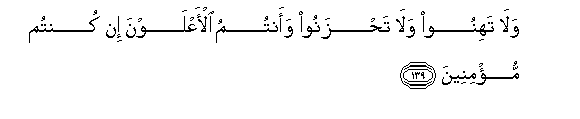 وَلَا تَهِنُوا۟ وَلَا تَحْزَنُوا۟ وَأَنتُمُ ٱلْأَعْلَوْنَ إِن كُنتُم
مُّؤْمِنِينَ ١٣٩